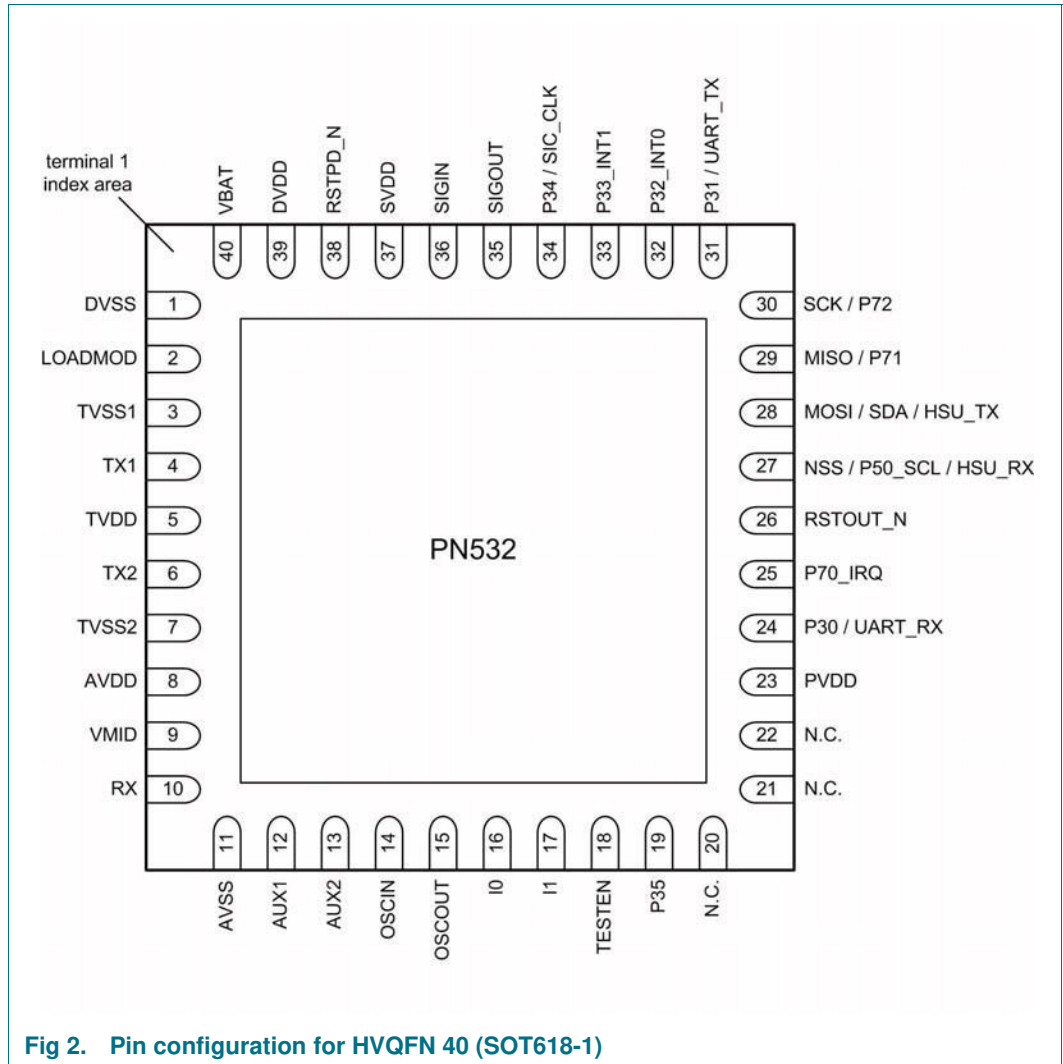 terminal 1
index area
VBAT
DVDD
RSTPD_N
SVDD
SIGIN
SIGOUT
P34 / SIC_CLK
P33_INT1
P32_INT0
P31 / UART_TX
40
39
38
37
36
35
34
33
32
31
DVSS 1
LOADMOD 2
TVSS1 3
TX1 4
TVDD 5
TX2 6
TVSS2 7
AVDD 8
VMID 9
RX 10
PN532
30 SCK / P72
29 MISO / P71
28 MOSI / SDA / HSU_TX
27 NSS / P50_SCL / HSU_RX
26 RSTOUT_N
25 P70_IRQ
24 P30 / UART_RX
23 PVDD
22 N.C.
21 N.C.
11
12
13
14
15
16
17
18
19
20
AVSS
AUX1
AUX2
OSCIN
OSCOUT
I0
I1
TESTEN
P35
N.C.
Fig 2. Pin configuration for HVQFN 40 (SOT618-1)